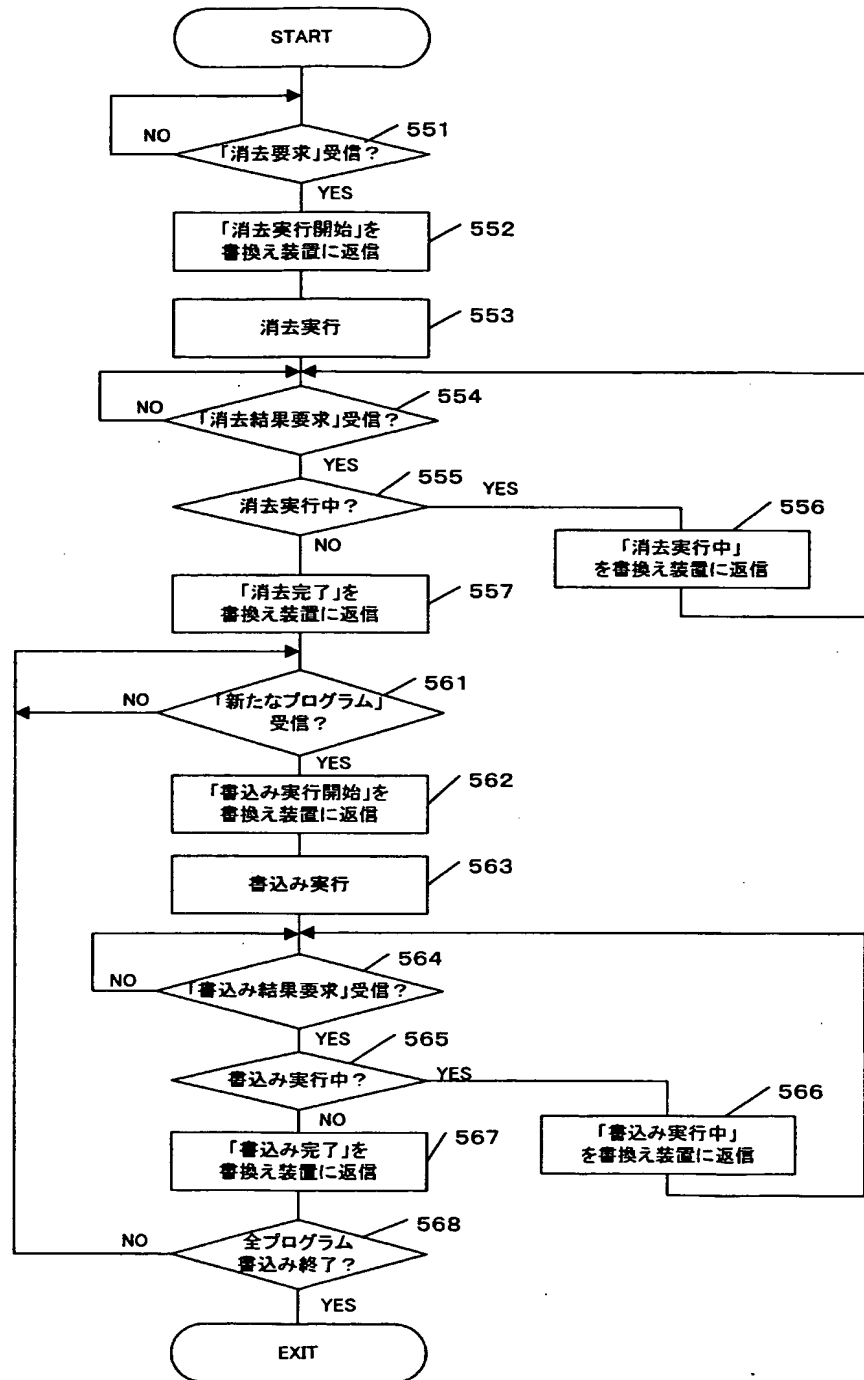 START
NO
551
「消去要求」受信？
YES
「消去実行開始」を
書換え装置に返信
552
消去実行
553
NO
554
「消去結果要求」受信？
YES
555
消去実行中？
YES
556
「消去実行中」
を書換え装置に返信
NO
「消去完了」を
書換え装置に返信
557
NO
561
「新たなプログラム」
受信？
YES
「書込み実行開始」を
書換え装置に返信
562
書込み実行
563
NO
564
「書込み結果要求」受信？
YES
565
書込み実行中？
YES
566
「書込み実行中」
を書換え装置に返信
NO
「書込み完了」を
書換え装置に返信
567
NO
568
全プログラム
書込み終了？
YES
EXIT